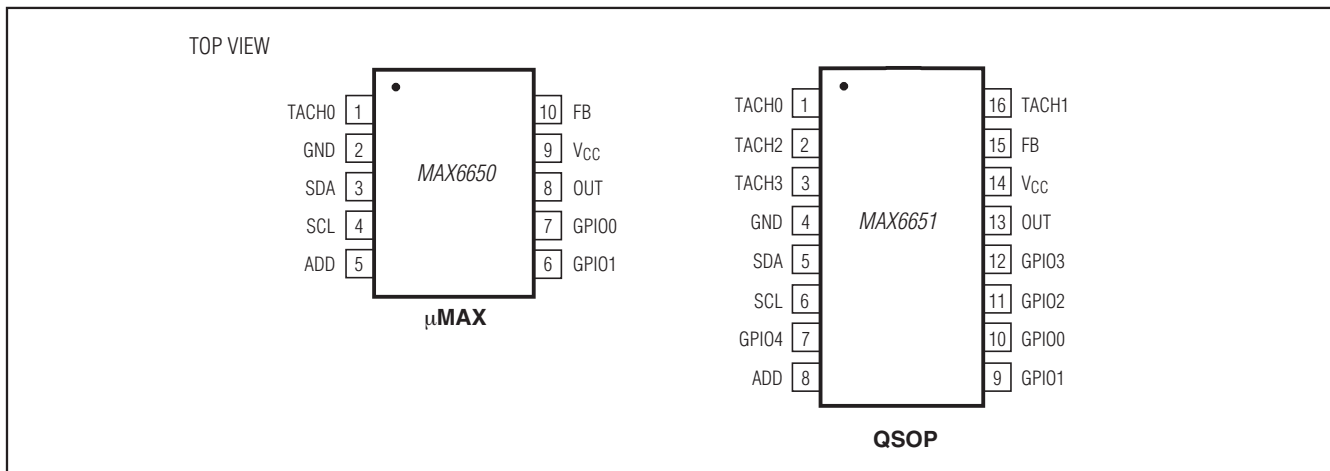 TOP VIEW
TACH0 1
GND 2
SDA 3
SCL 4
ADD 5
MAX6650
10 FB
9 VCC
8 OUT
7 GPIO0
6 GPIO1
µMAX
TACH0 1
TACH2 2
TACH3 3
GND 4
SDA 5
SCL 6
GPIO4 7
ADD 8
MAX6651
16 TACH1
15 FB
14 VCC
13 OUT
12 GPIO3
11 GPIO2
10 GPIO0
9 GPIO1
QSOP